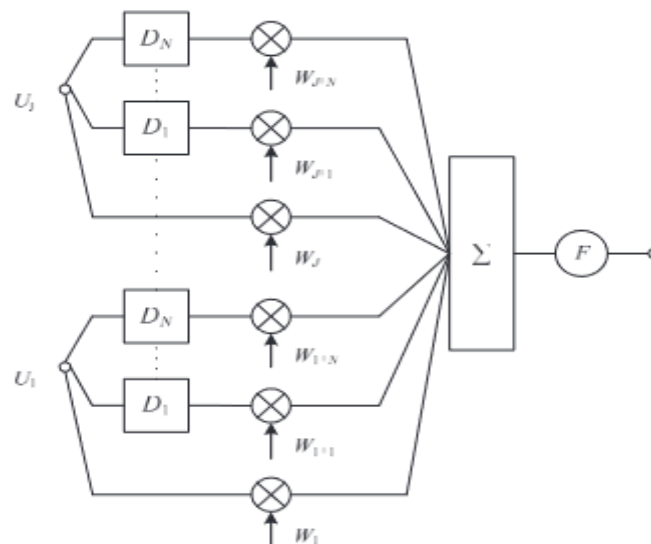 D_N
W_{J+N}
U_J
D_1
W_{J+1}
W_J
Σ
F
D_N
W_{1+N}
U_1
D_1
W_{1+1}
W_1